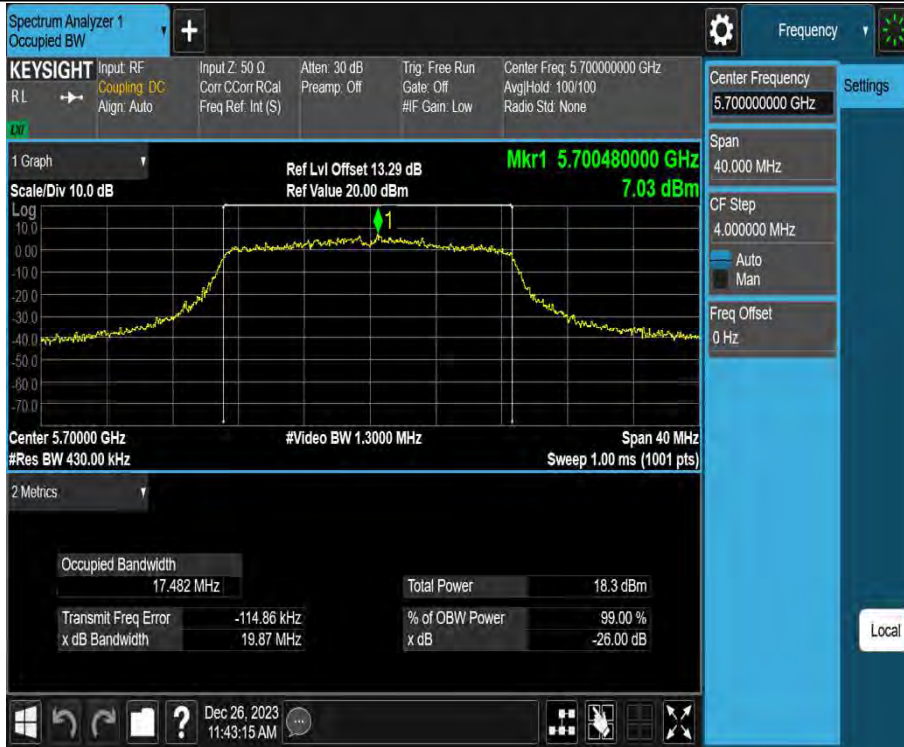 Spectrum Analyzer 1
Occupied BW
+
Frequency
KEYSIGHT
RL
Input: RF
Coupling: DC
Align: Auto
Input Z: 50 Ω
Corr CCorr RCal
Freq Ref: Int (S)
Atten: 30 dB
Preamp: Off
Trig: Free Run
Gate: Off
#IF Gain: Low
Center Freq: 5.700000000 GHz
Avg|Hold: 100/100
Radio Std: None
LXI
Center Frequency
5.700000000 GHz
Settings
Span
40.000 MHz
CF Step
4.000000 MHz
Auto
Man
Freq Offset
0 Hz
Local
1 Graph
Scale/Div 10.0 dB
Ref Lvl Offset 13.29 dB
Ref Value 20.00 dBm
Mkr1 5.700480000 GHz
7.03 dBm
Log
10.0
0.00
-10.0
-20.0
-30.0
-40.0
-50.0
-60.0
-70.0
1
Center 5.70000 GHz
#Video BW 1.3000 MHz
Span 40 MHz
#Res BW 430.00 kHz
Sweep 1.00 ms (1001 pts)
2 Metrics
Occupied Bandwidth
17.482 MHz
Total Power 18.3 dBm
Transmit Freq Error -114.86 kHz
% of OBW Power 99.00 %
x dB Bandwidth 19.87 MHz
x dB -26.00 dB
?
Dec 26, 2023
11:43:15 AM